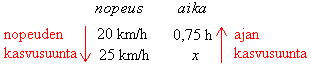 nopeus aika
nopeuden 20 km/h 0,75 h ajan
kasvusuunta 25 km/h x kasvusuunta